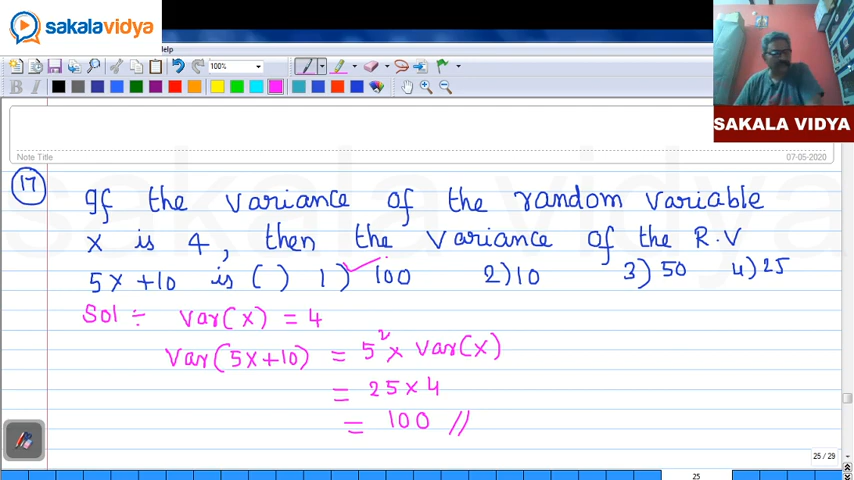 sakalavidya
Help
100%
B I U
SAKALA VIDYA
Note Title
07-05-2020
17
If the variance of the random variable
x is 4, then the variance of the R.V
5x +10 is ( ) 1) 100 2) 10 3) 50 4) 25
Sol :- Var(x) = 4
Var(5x+10) = 5² x Var(x)
= 25 x 4
= 100 //
25 / 29
25